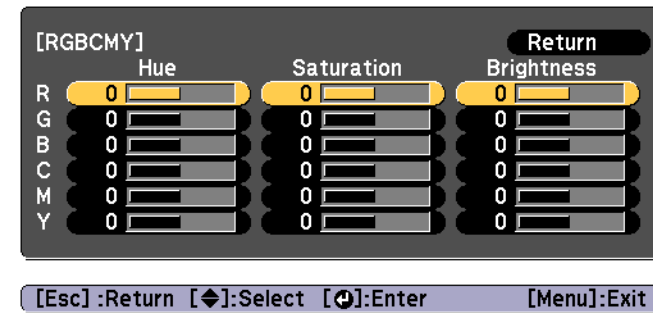 [RGBCMY] Return
Hue Saturation Brightness
R 0 0 0
G 0 0 0
B 0 0 0
C 0 0 0
M 0 0 0
Y 0 0 0
[Esc] :Return [◆]:Select [⏎]:Enter [Menu]:Exit